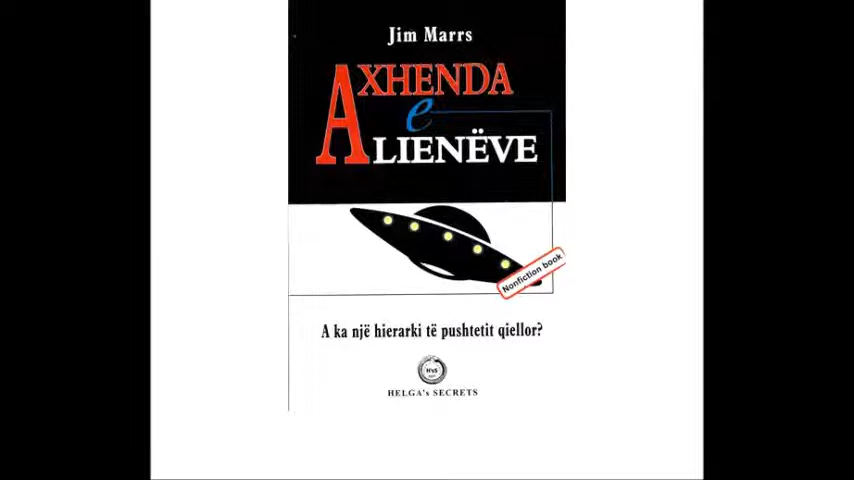 Jim Marrs
AXHENDA
e
ALIENËVE
Nonfiction book
A ka një hierarki të pushtetit qiellor?
HvS
HELGA's SECRETS